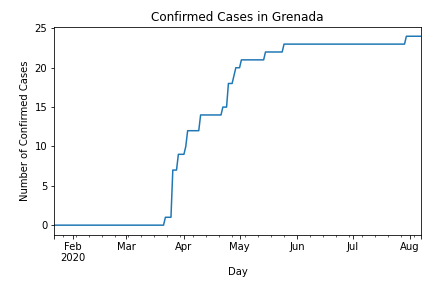 Confirmed Cases in Grenada
Number of Confirmed Cases
25
20
15
10
5
0
Feb Mar Apr May Jun Jul Aug
2020
Day